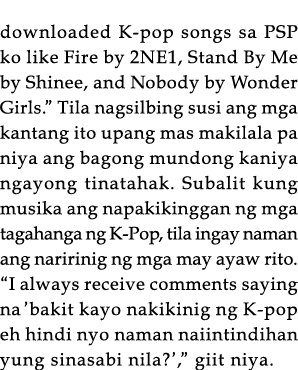 downloaded K-pop songs sa PSP
ko like Fire by 2NE1, Stand By Me
by Shinee, and Nobody by Wonder
Girls.” Tila nagsilbing susi ang mga
kantang ito upang mas makilala pa
niya ang bagong mundong kaniya
ngayong tinatahak. Subalit kung
musika ang napakikinggan ng mga
tagahanga ng K-Pop, tila ingay naman
ang naririnig ng mga may ayaw rito.
“I always receive comments saying
na ’bakit kayo nakikinig ng K-pop
eh hindi nyo naman naiintindihan
yung sinasabi nila?’,” giit niya.